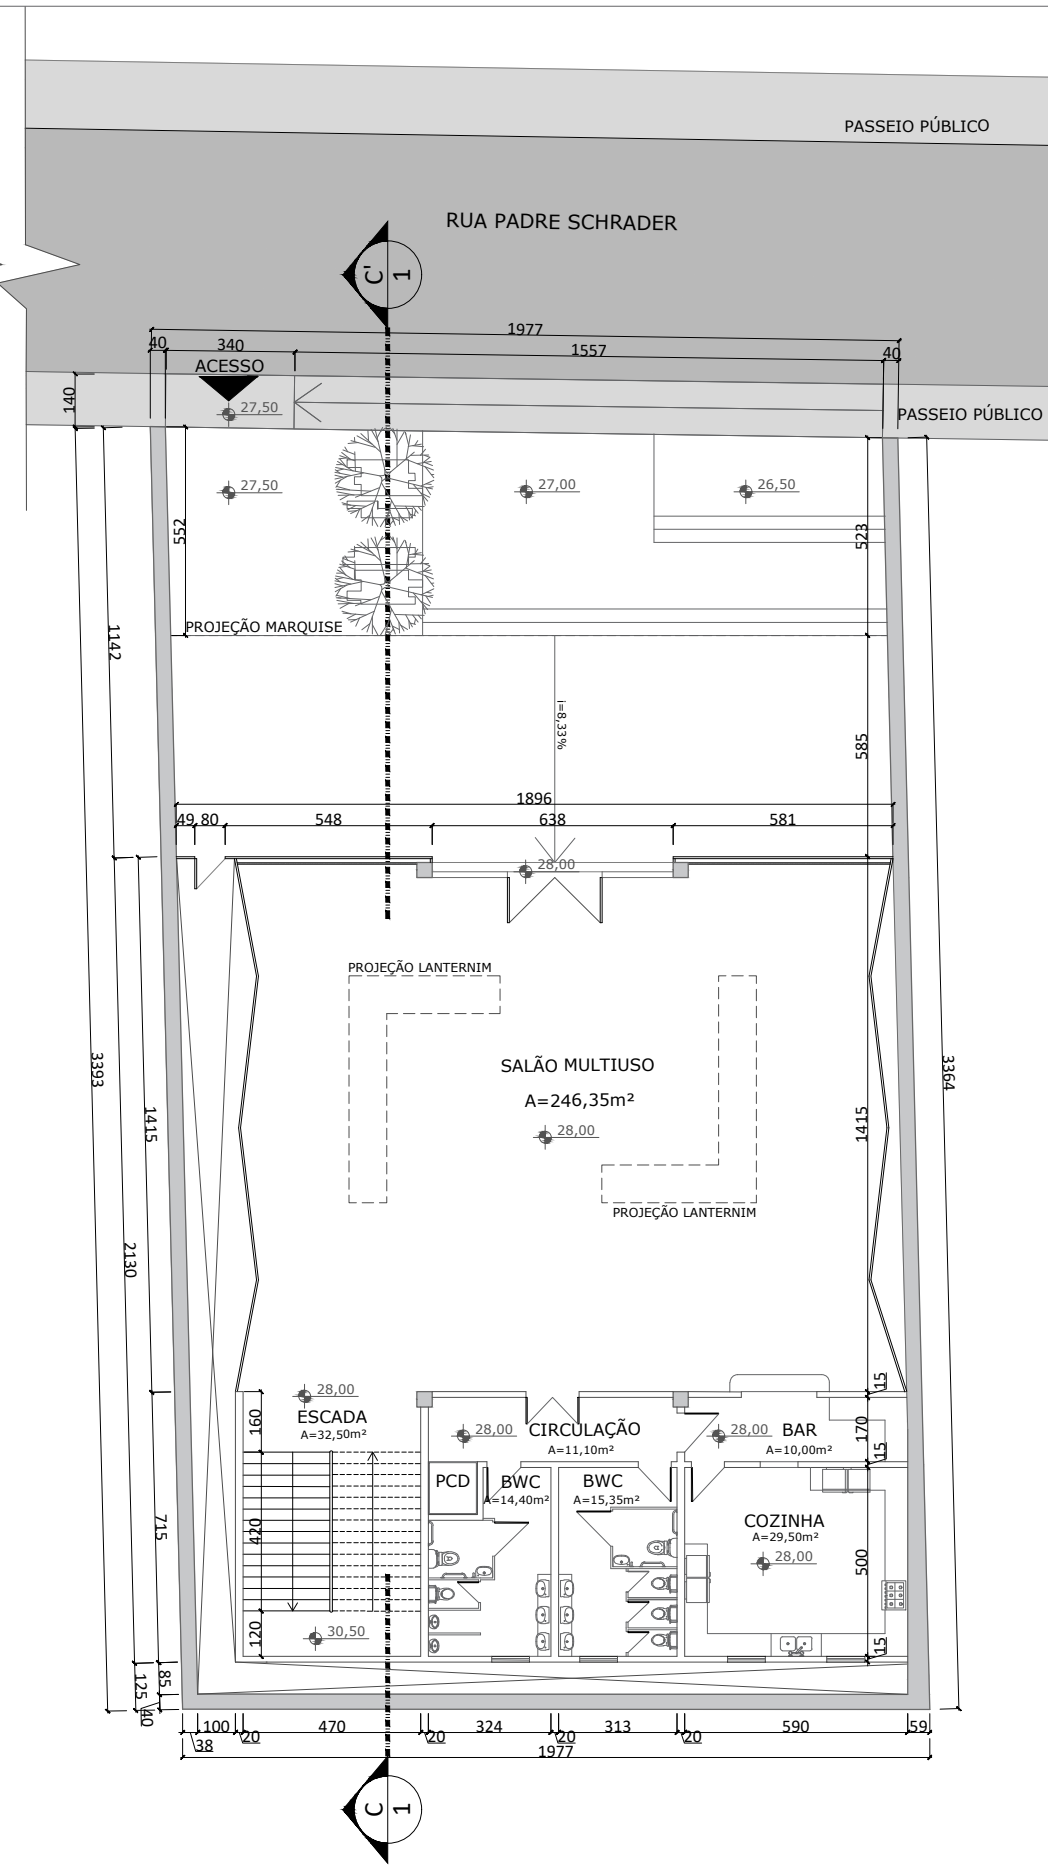 PASSEIO PÚBLICO
RUA PADRE SCHRADER
C'
1
1977
40
340
1557
40
ACESSO
140
27,50
PASSEIO PÚBLICO
27,50
27,00
26,50
552
523
PROJEÇÃO MARQUISE
1142
i=8,33%
585
1896
49
80
548
638
581
28,00
PROJEÇÃO LANTERNIM
SALÃO MULTIUSO
A=246,35m²
28,00
3393
3364
1415
1415
PROJEÇÃO LANTERNIM
2130
28,00
15
ESCADA
A=32,50m²
160
28,00
CIRCULAÇÃO
A=11,10m²
28,00
BAR
A=10,00m²
170
15
PCD
BWC
A=14,40m²
BWC
A=15,35m²
COZINHA
A=29,50m²
28,00
715
420
500
120
30,50
15
125
85
40
100
470
324
313
590
59
38
20
20
20
20
1977
C
1